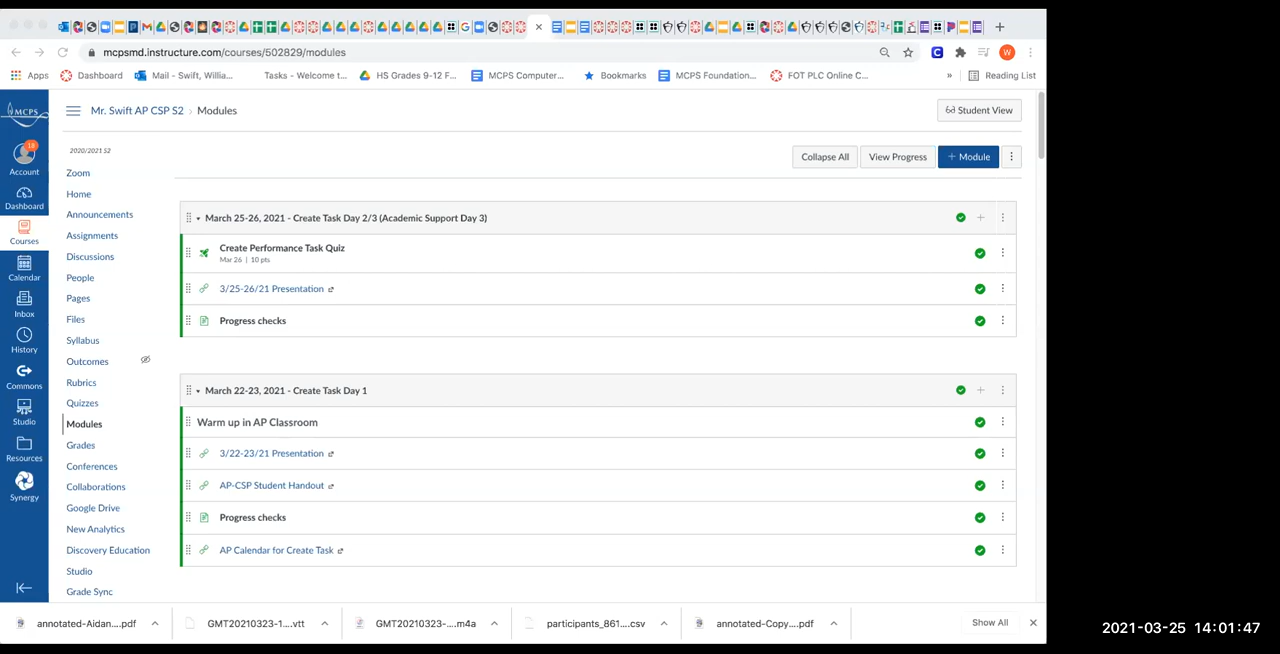 mcpsmd.instructure.com/courses/502829/modules
W
Apps Dashboard Mail - Swift, Willia... Tasks - Welcome t... HS Grades 9-12 F... MCPS Computer... Bookmarks MCPS Foundation... FOT PLC Online C... » Reading List
MCPS
Mr. Swift AP CSP S2 › Modules
Student View
18
Account
Dashboard
Courses
Calendar
Inbox
History
Commons
Studio
Resources
Synergy
2020/2021 S2
Zoom
Home
Announcements
Assignments
Discussions
People
Pages
Files
Syllabus
Outcomes
Rubrics
Quizzes
Modules
Grades
Conferences
Collaborations
Google Drive
New Analytics
Discovery Education
Studio
Grade Sync
Collapse All View Progress + Module
March 25-26, 2021 - Create Task Day 2/3 (Academic Support Day 3)
Create Performance Task Quiz
Mar 26 | 10 pts
3/25-26/21 Presentation
Progress checks
March 22-23, 2021 - Create Task Day 1
Warm up in AP Classroom
3/22-23/21 Presentation
AP-CSP Student Handout
Progress checks
AP Calendar for Create Task
annotated-Aidan....pdf GMT20210323-1....vtt GMT20210323-....m4a participants_861....csv annotated-Copy....pdf Show All
2021-03-25 14:01:47